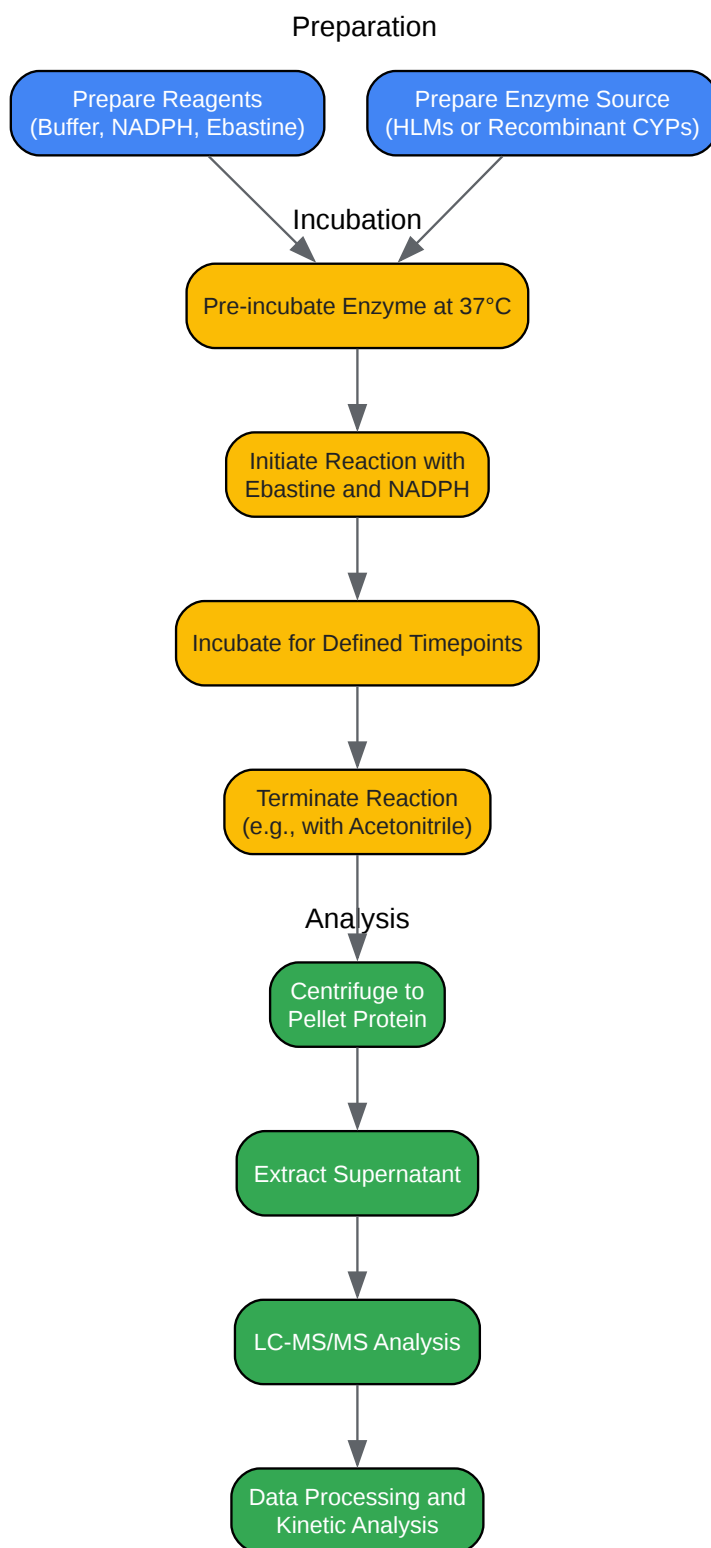 Preparation
Prepare Reagents
(Buffer, NADPH, Ebastine)
Prepare Enzyme Source
(HLMs or Recombinant CYPs)
Incubation
Pre-incubate Enzyme at 37°C
Initiate Reaction with
Ebastine and NADPH
Incubate for Defined Timepoints
Terminate Reaction
(e.g., with Acetonitrile)
Analysis
Centrifuge to
Pellet Protein
Extract Supernatant
LC-MS/MS Analysis
Data Processing and
Kinetic Analysis